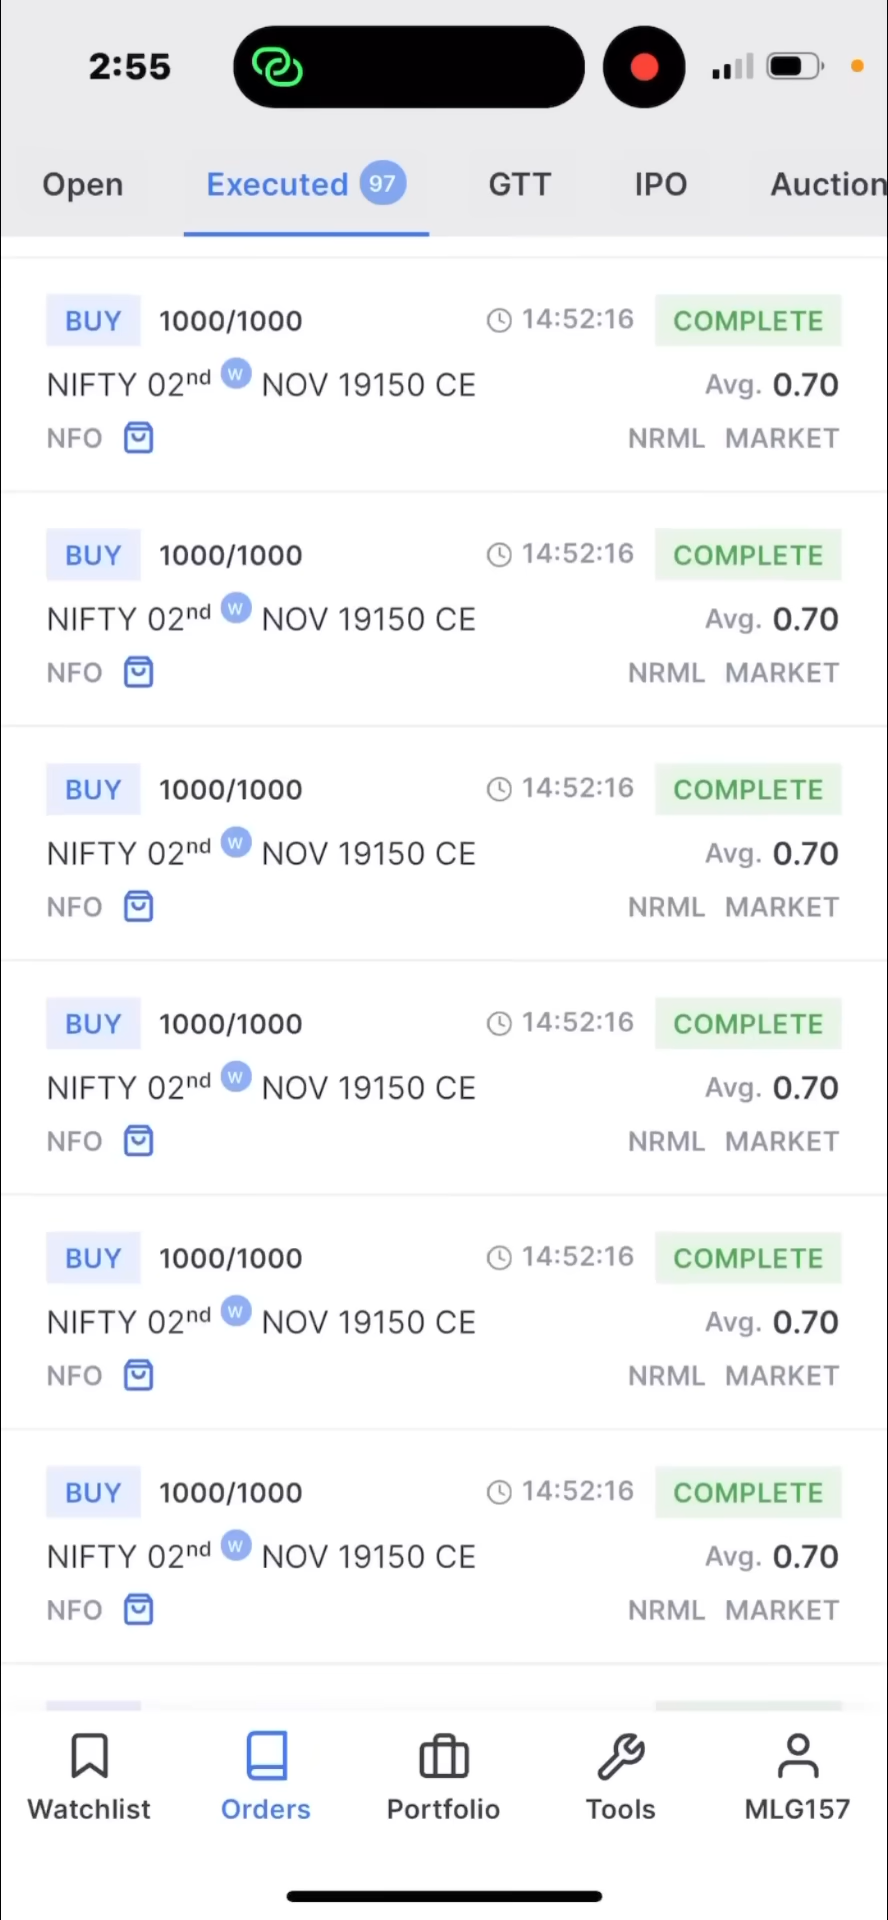 2:55
Open Executed 97 GTT IPO Auction
BUY 1000/1000 14:52:16 COMPLETE
NIFTY 02nd W NOV 19150 CE Avg. 0.70
NFO NRML MARKET
BUY 1000/1000 14:52:16 COMPLETE
NIFTY 02nd W NOV 19150 CE Avg. 0.70
NFO NRML MARKET
BUY 1000/1000 14:52:16 COMPLETE
NIFTY 02nd W NOV 19150 CE Avg. 0.70
NFO NRML MARKET
BUY 1000/1000 14:52:16 COMPLETE
NIFTY 02nd W NOV 19150 CE Avg. 0.70
NFO NRML MARKET
BUY 1000/1000 14:52:16 COMPLETE
NIFTY 02nd W NOV 19150 CE Avg. 0.70
NFO NRML MARKET
BUY 1000/1000 14:52:16 COMPLETE
NIFTY 02nd W NOV 19150 CE Avg. 0.70
NFO NRML MARKET
Watchlist Orders Portfolio Tools MLG157